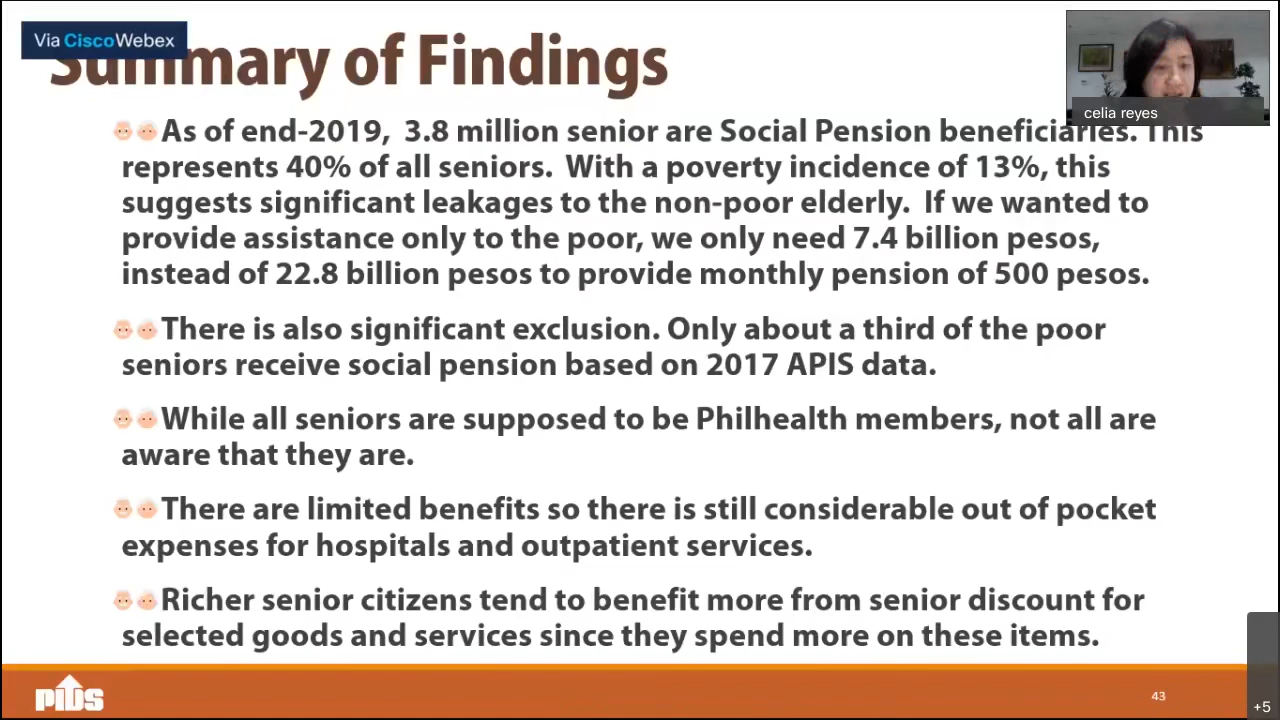 Via CiscoWebex
Summary of Findings
celia reyes
As of end-2019, 3.8 million senior are Social Pension beneficiaries. This
represents 40% of all seniors. With a poverty incidence of 13%, this
suggests significant leakages to the non-poor elderly. If we wanted to
provide assistance only to the poor, we only need 7.4 billion pesos,
instead of 22.8 billion pesos to provide monthly pension of 500 pesos.
There is also significant exclusion. Only about a third of the poor
seniors receive social pension based on 2017 APIS data.
While all seniors are supposed to be Philhealth members, not all are
aware that they are.
There are limited benefits so there is still considerable out of pocket
expenses for hospitals and outpatient services.
Richer senior citizens tend to benefit more from senior discount for
selected goods and services since they spend more on these items.
pids
43
+5